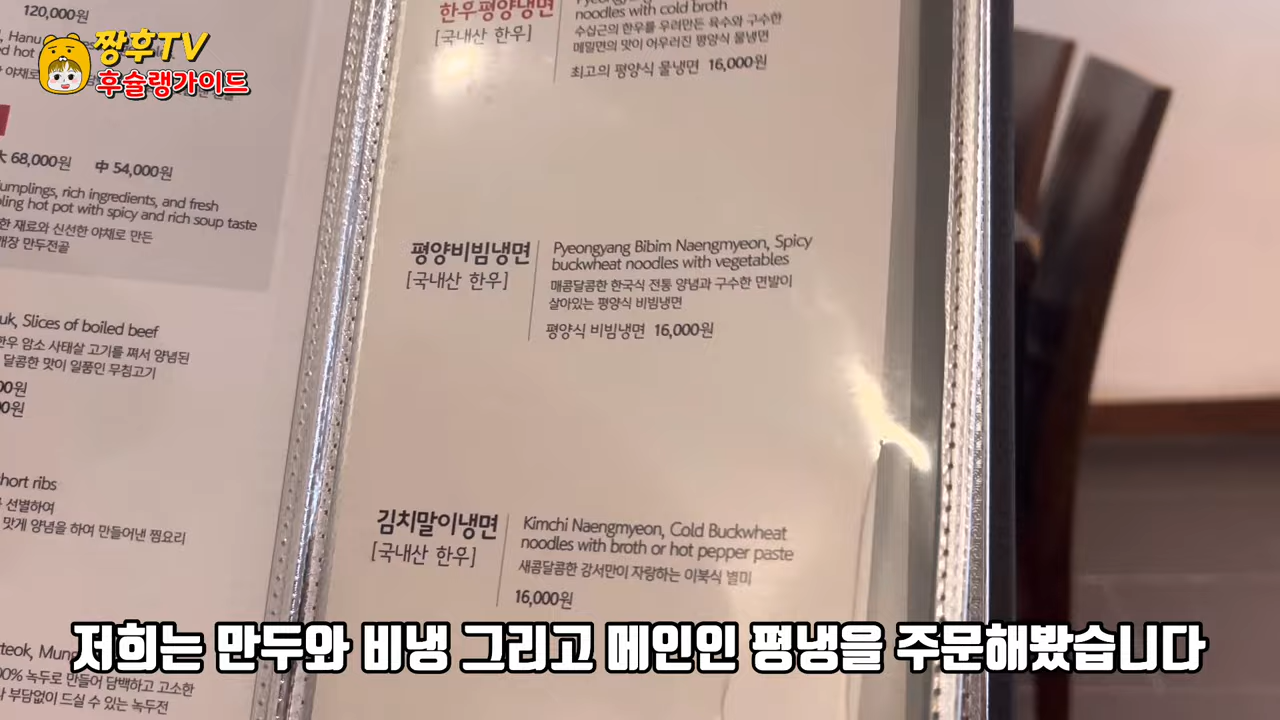 짱후TV
후슐랭가이드
120,000원
大 68,000원 中 54,000원
umplings, rich ingredients, and fresh
ling hot pot with spicy and rich soup taste
한 재료와 신선한 야채로 만든
개장 만두전골
uk, Slices of boiled beef
한우 암소 사태살 고기를 쪄서 양념된
달콤한 맛이 일품인 무침고기
00원
00원
hort ribs
선별하여
맞게 양념을 하여 만들어낸 찜요리
tteok, Mung
00% 녹두로 만들어 담백하고 고소한
부담없이 드실 수 있는 녹두전
한우평양냉면
[국내산 한우]
noodles with cold broth
수십근의 한우를 우려만든 육수와 구수한
메밀면의 맛이 어우러진 평양식 물냉면
최고의 평양식 물냉면 16,000원
평양비빔냉면
[국내산 한우]
Pyeongyang Bibim Naengmyeon, Spicy
buckwheat noodles with vegetables
매콤달콤한 한국식 전통 양념과 구수한 면발이
살아있는 평양식 비빔냉면
평양식 비빔냉면 16,000원
김치말이냉면
[국내산 한우]
Kimchi Naengmyeon, Cold Buckwheat
noodles with broth or hot pepper paste
새콤달콤한 강서만이 자랑하는 이북식 별미
16,000원
저희는 만두와 비냉 그리고 메인인 평냉을 주문해봤습니다